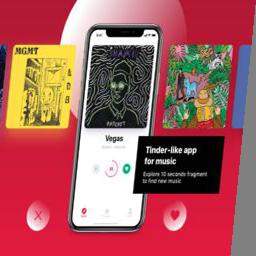 MGMT
Vegas
Tinder-like app
for music
Explore 10 seconds fragment
to find new music